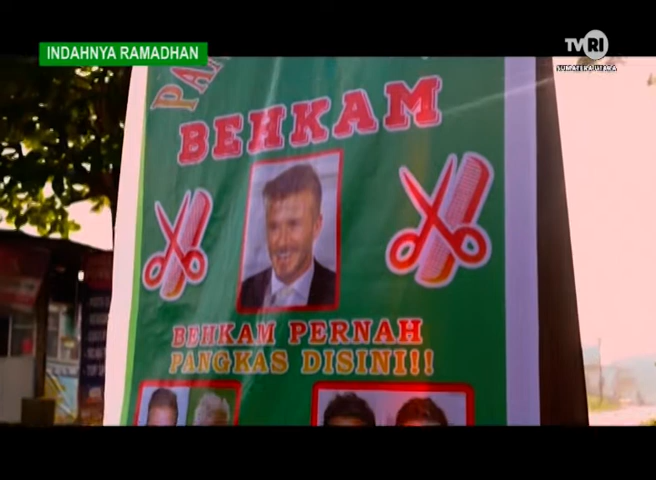 INDAHNYA RAMADHAN
TVRI
SUMATERA UTARA
BEHKAM
BEHKAM PERNAH
PANGKAS DISINI!!